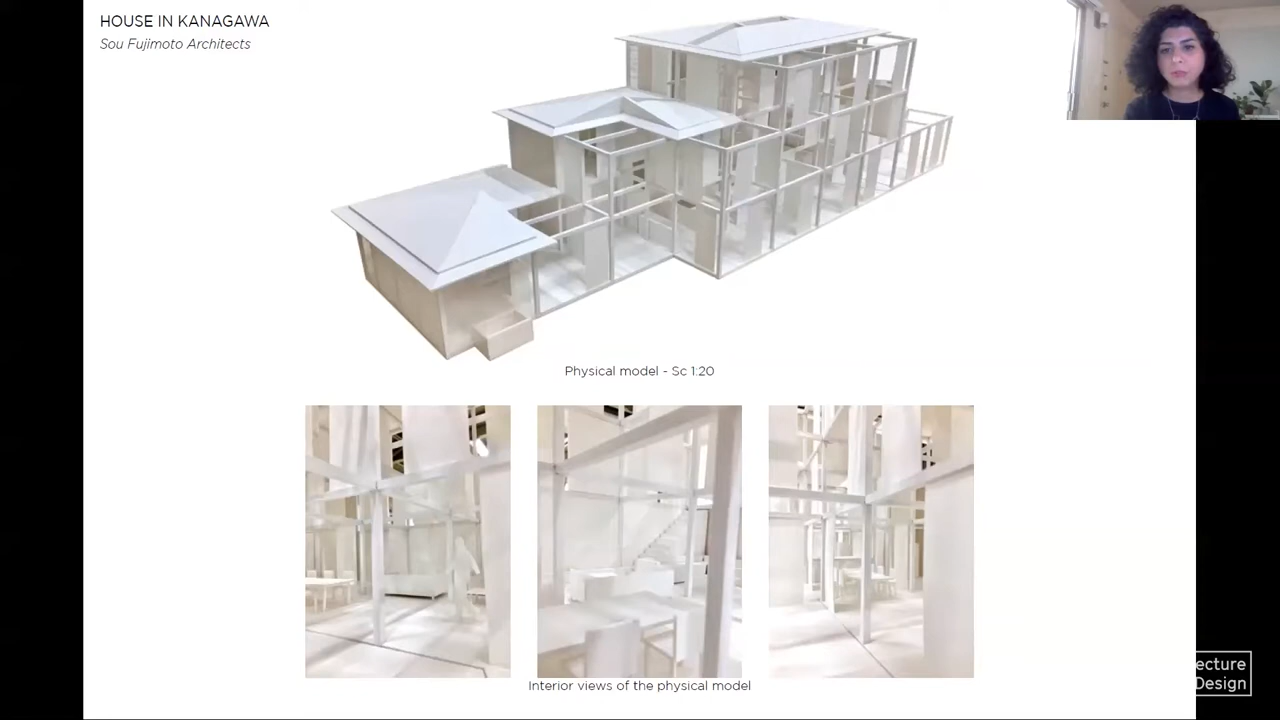 HOUSE IN KANAGAWA
Sou Fujimoto Architects
Physical model - Sc 1:20
Interior views of the physical model
ecture
Design